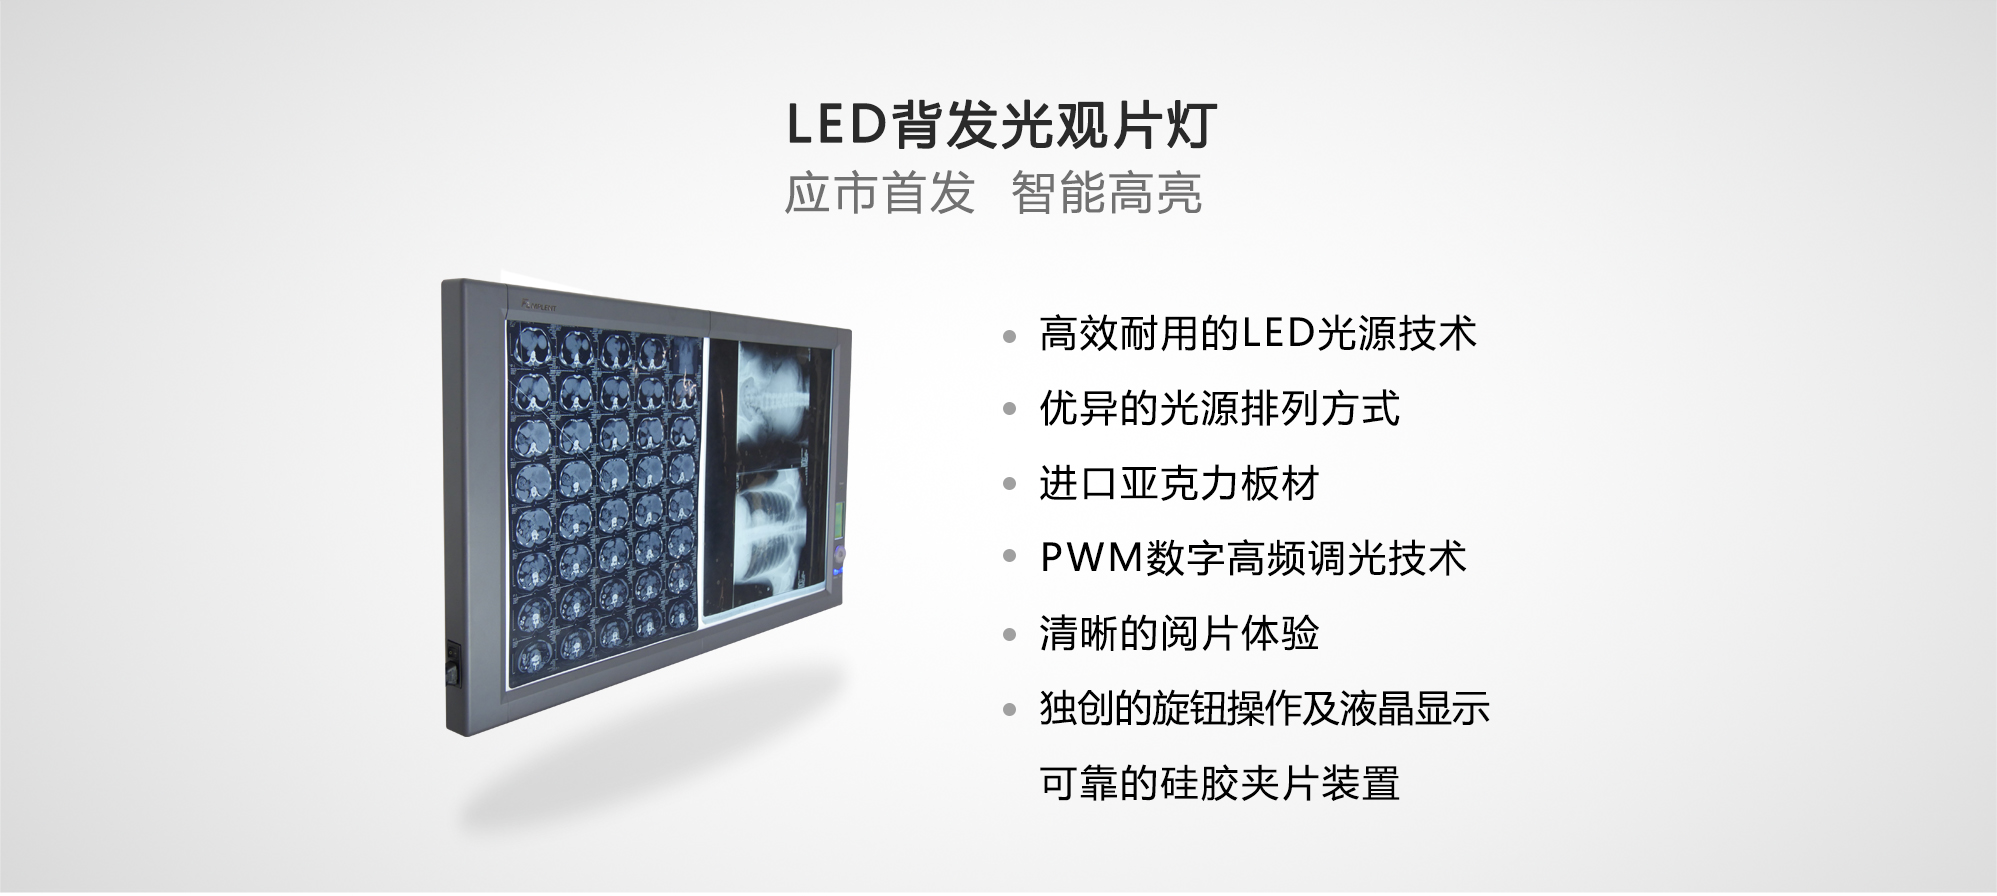 LED背发光观片灯
应市首发 智能高亮
高效耐用的LED光源技术
优异的光源排列方式
进口亚克力板材
PWM数字高频调光技术
清晰的阅片体验
独创的旋钮操作及液晶显示
可靠的硅胶夹片装置